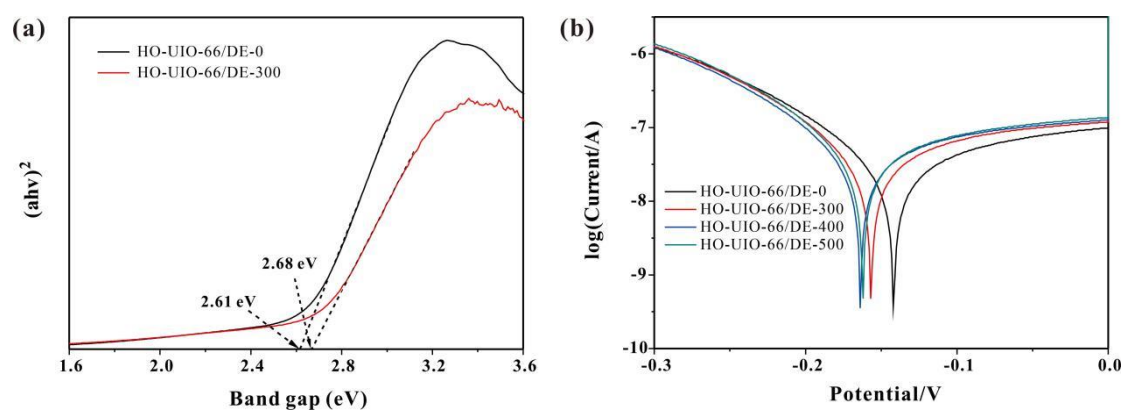 (a)
HO-UIO-66/DE-0
HO-UIO-66/DE-300
(ahv)²
2.68 eV
2.61 eV
1.6 2.0 2.4 2.8 3.2 3.6
Band gap (eV)
(b)
-6
-7
-8
-9
-10
log(Current/A)
HO-UIO-66/DE-0
HO-UIO-66/DE-300
HO-UIO-66/DE-400
HO-UIO-66/DE-500
-0.3 -0.2 -0.1 0.0
Potential/V